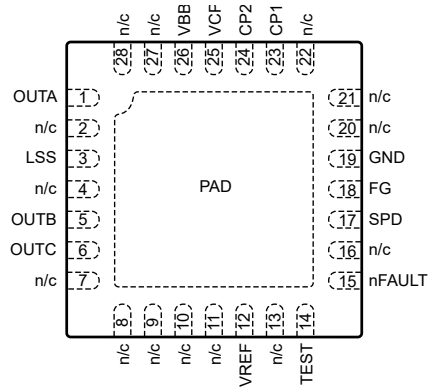 n/c
n/c
VBB
VCF
CP2
CP1
n/c
28
27
26
25
24
23
22
OUTA 1
n/c 2
LSS 3
n/c 4
OUTB 5
OUTC 6
n/c 7
PAD
21 n/c
20 n/c
19 GND
18 FG
17 SPD
16 n/c
15 nFAULT
8
9
10
11
12
13
14
n/c
n/c
n/c
n/c
VREF
n/c
TEST